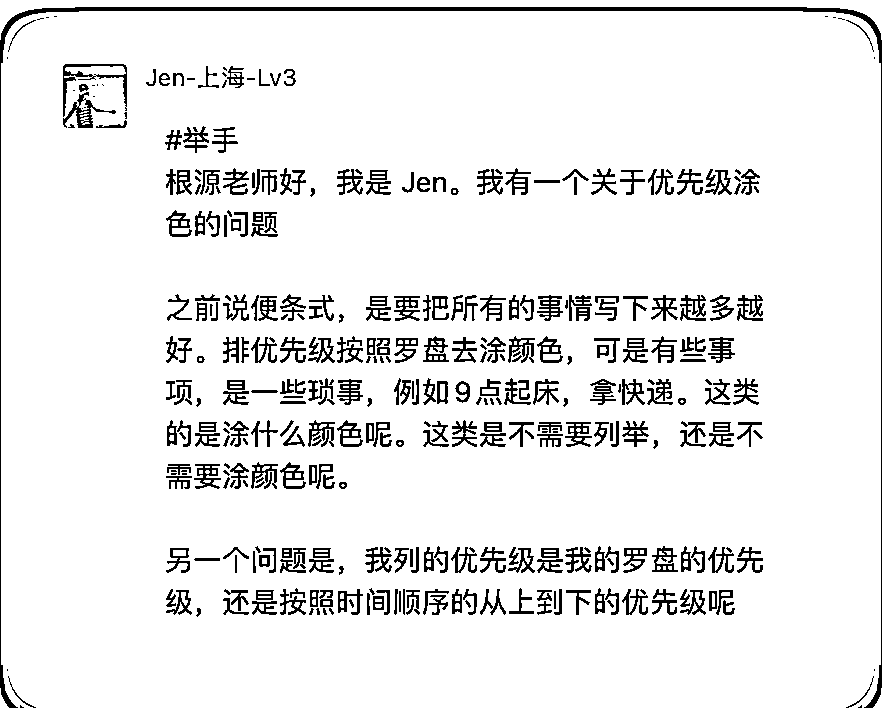 Jen-上海-Lv3
#举手
根源老师好，我是 Jen。我有一个关于优先级涂
色的问题
之前说便条式，是要把所有的事情写下来越多越
好。排优先级按照罗盘去涂颜色，可是有些事
项，是一些琐事，例如9点起床，拿快递。这类
的是涂什么颜色呢。这类是不需要列举，还是不
需要涂颜色呢。
另一个问题是，我列的优先级是我的罗盘的优先
级，还是按照时间顺序的从上到下的优先级呢